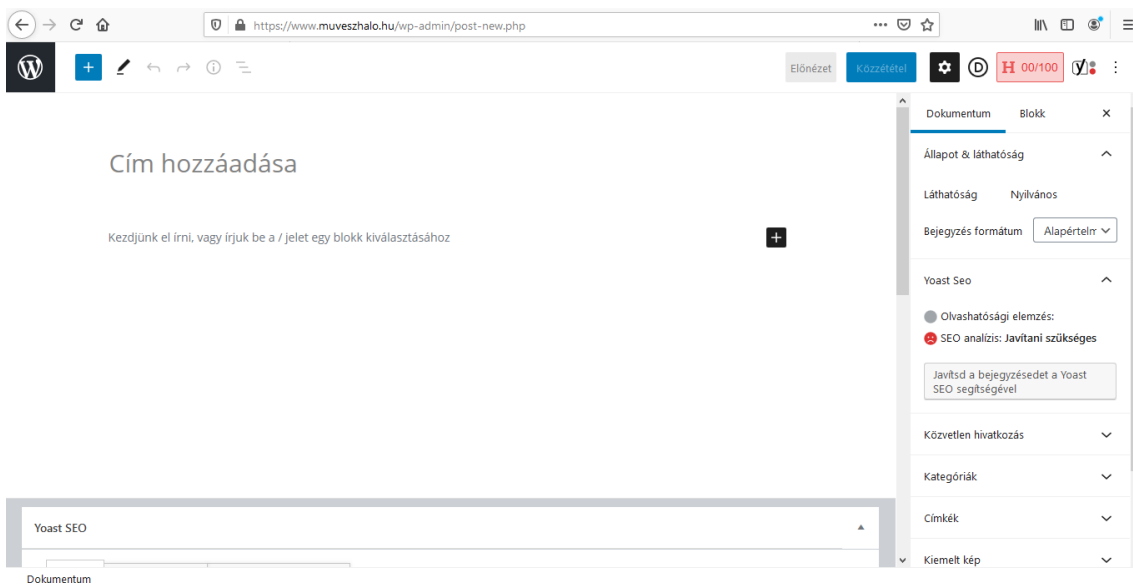 https://www.muveszhalo.hu/wp-admin/post-new.php
Előnézet
Közzététel
H 00/100
Dokumentum
Blokk
Cím hozzáadása
Állapot & láthatóság
Láthatóság
Nyilvános
Kezdjünk el írni, vagy írjuk be a / jelet egy blokk kiválasztásához
Bejegyzés formátum
Yoast Seo
Olvashatósági elemzés:
SEO analízis: Javítani szükséges
Javítsd a bejegyzésedet a Yoast
SEO segítségével
Közvetlen hivatkozás
Kategóriák
Címkék
Yoast SEO
Kiemelt kép
Dokumentum